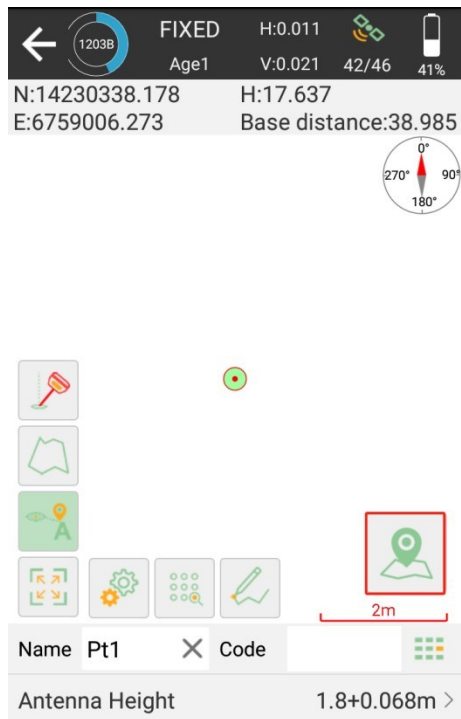 1203B
FIXED H:0.011
Age1 V:0.021 42/46 41%
N:14230338.178 H:17.637
E:6759006.273 Base distance:38.985
0°
270° 90°
180°
A
2m
Name Pt1 Code
Antenna Height 1.8+0.068m